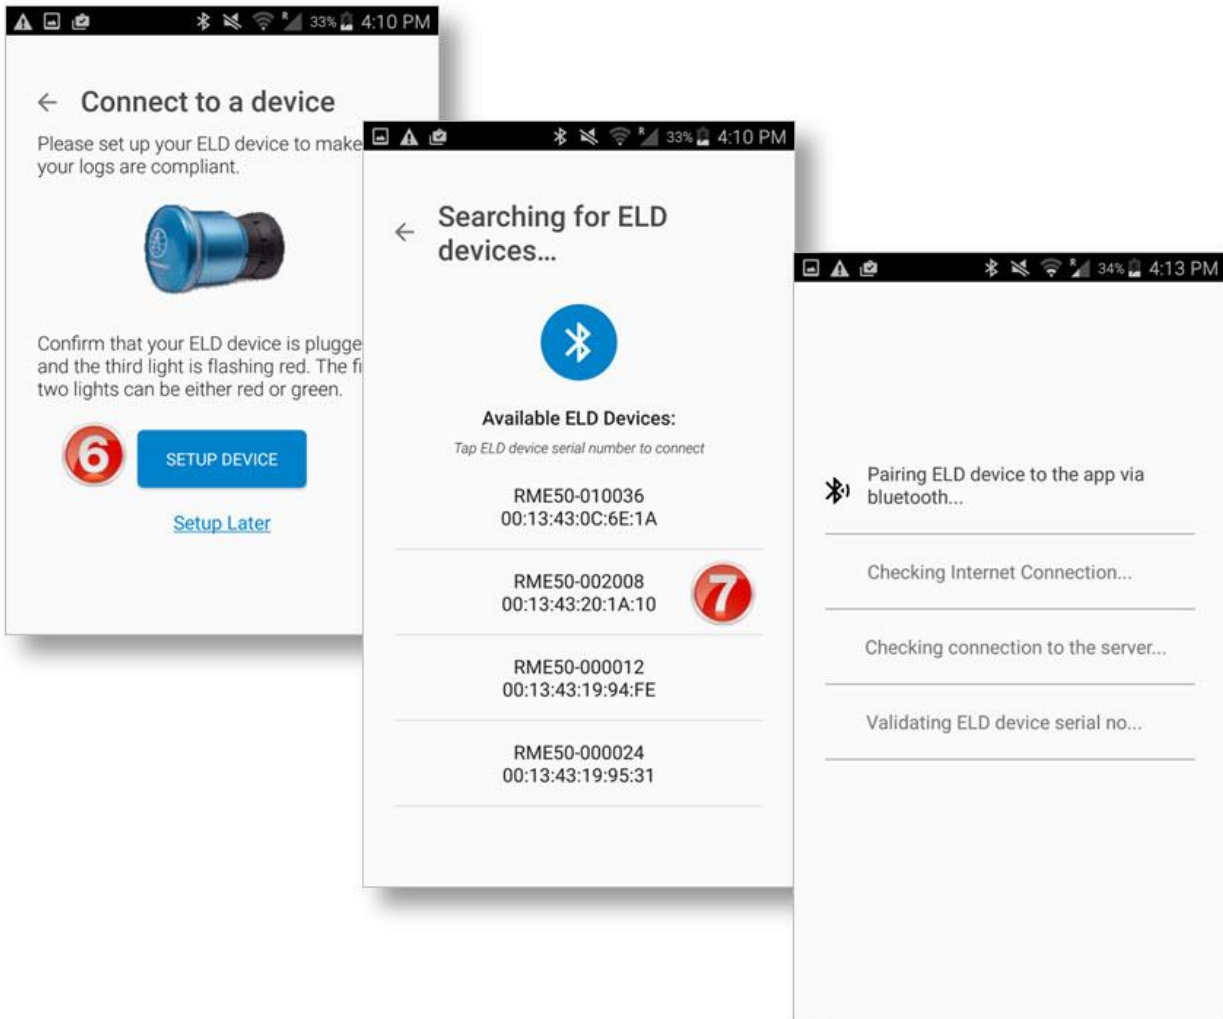 33% 4:10 PM
← Connect to a device
Please set up your ELD device to make
your logs are compliant.
Confirm that your ELD device is plugge
and the third light is flashing red. The fi
two lights can be either red or green.
6
SETUP DEVICE
Setup Later
R 33% 4:10 PM
← Searching for ELD
devices...
Available ELD Devices:
Tap ELD device serial number to connect
RME50-010036
00:13:43:0C:6E:1A
RME50-002008
00:13:43:20:1A:10
7
RME50-000012
00:13:43:19:94:FE
RME50-000024
00:13:43:19:95:31
R 34% 4:13 PM
Pairing ELD device to the app via
bluetooth...
Checking Internet Connection...
Checking connection to the server...
Validating ELD device serial no...